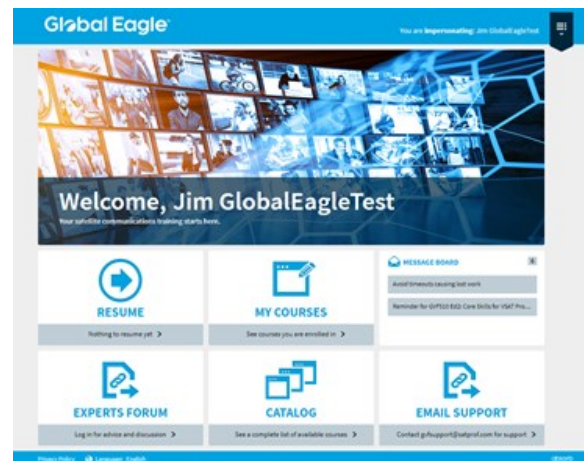 Global Eagle
You are impersonating: Jim GlobalEagleTest
Welcome, Jim GlobalEagleTest
Your satellite communications training starts here.
RESUME
Nothing to resume yet >
MY COURSES
See courses you are enrolled in >
MESSAGE BOARD
Avoid timeouts causing lost work
Reminder for GVF510 Ed2: Core Skills for VSAT Pro...
EXPERTS FORUM
Log in for advice and discussion >
CATALOG
See a complete list of available courses >
EMAIL SUPPORT
Contact gvfsupport@satprof.com for support >
Privacy Policy Language: English
absorb